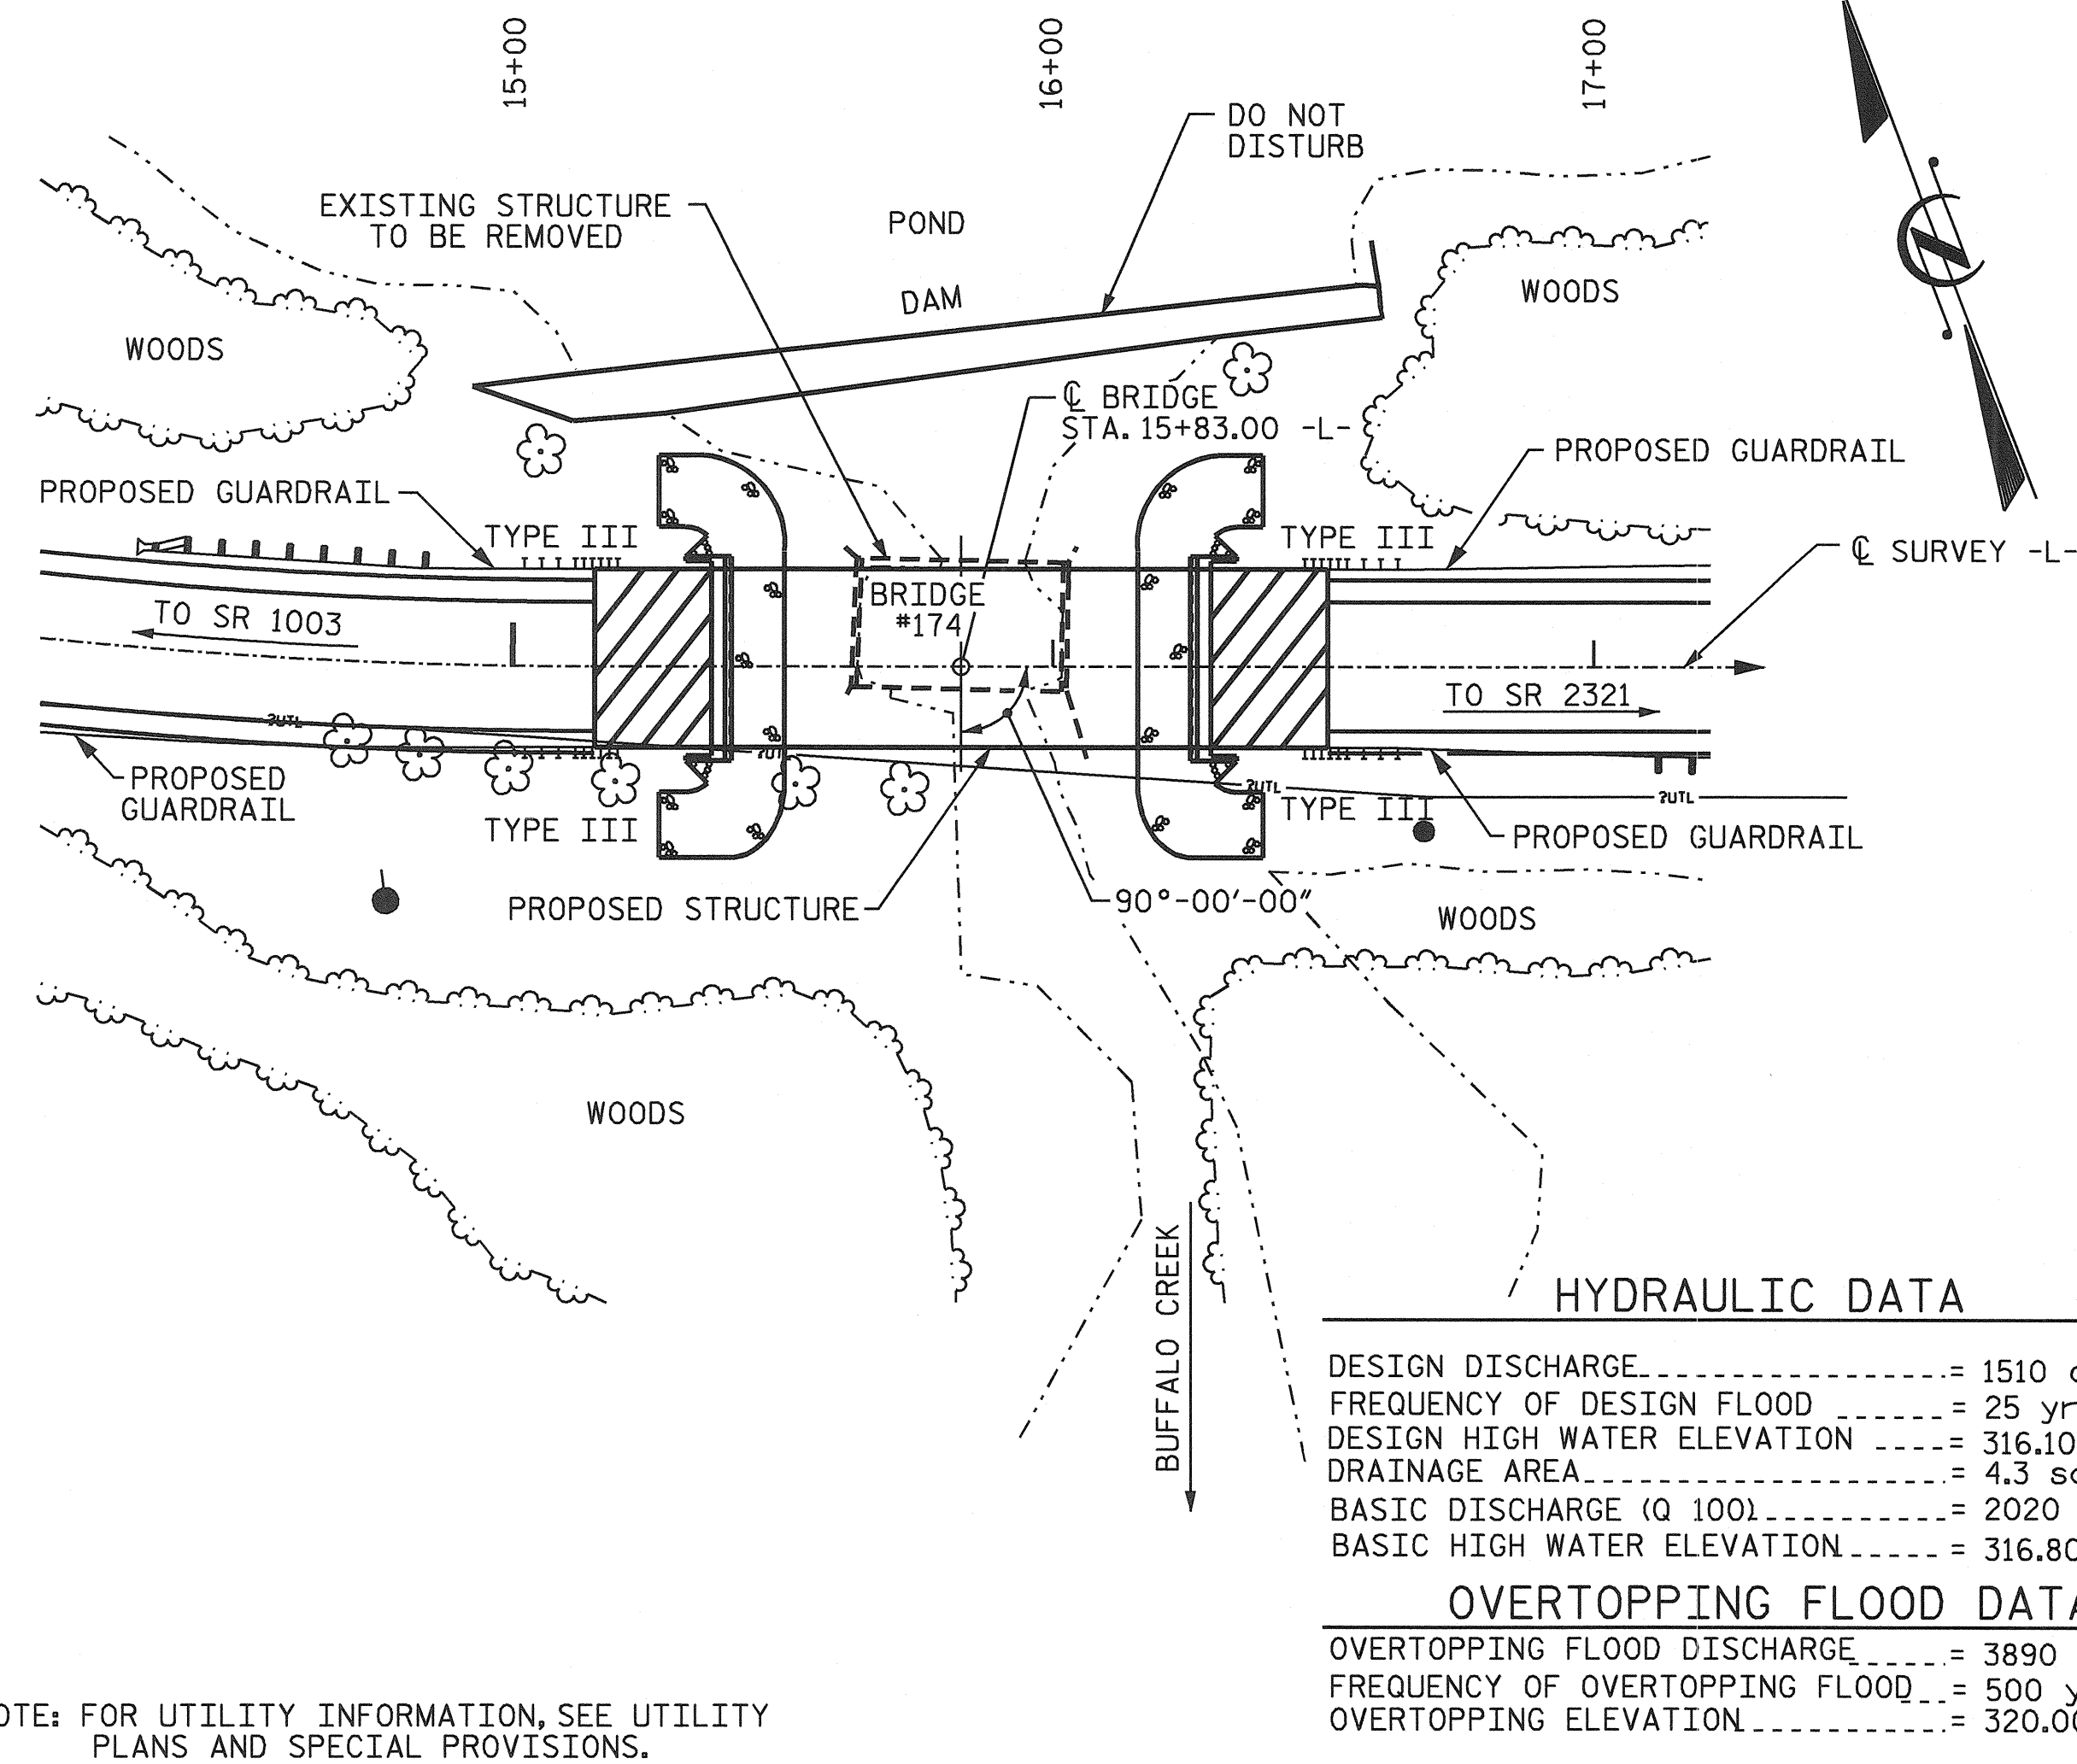 15+00
16+00
17+00
DO NOT
DISTURB
EXISTING STRUCTURE
TO BE REMOVED
POND
DAM
WOODS
WOODS
℄ BRIDGE
STA. 15+83.00 -L-
PROPOSED GUARDRAIL
PROPOSED GUARDRAIL
TYPE III
TYPE III
℄ SURVEY -L-
BRIDGE
#174
TO SR 1003
TO SR 2321
?UTL
?UTL
?UTL
?UTL
PROPOSED
GUARDRAIL
TYPE III
TYPE III
PROPOSED GUARDRAIL
PROPOSED STRUCTURE
90°-00'-00"
WOODS
WOODS
BUFFALO CREEK
HYDRAULIC DATA
DESIGN DISCHARGE = 1510
FREQUENCY OF DESIGN FLOOD = 25 yr
DESIGN HIGH WATER ELEVATION = 316.10
DRAINAGE AREA = 4.3
BASIC DISCHARGE (Q 100) = 2020
BASIC HIGH WATER ELEVATION = 316.80
OVERTOPPING FLOOD DATA
OVERTOPPING FLOOD DISCHARGE = 3890
FREQUENCY OF OVERTOPPING FLOOD = 500 y
OVERTOPPING ELEVATION = 320.00
OTE: FOR UTILITY INFORMATION, SEE UTILITY
PLANS AND SPECIAL PROVISIONS.